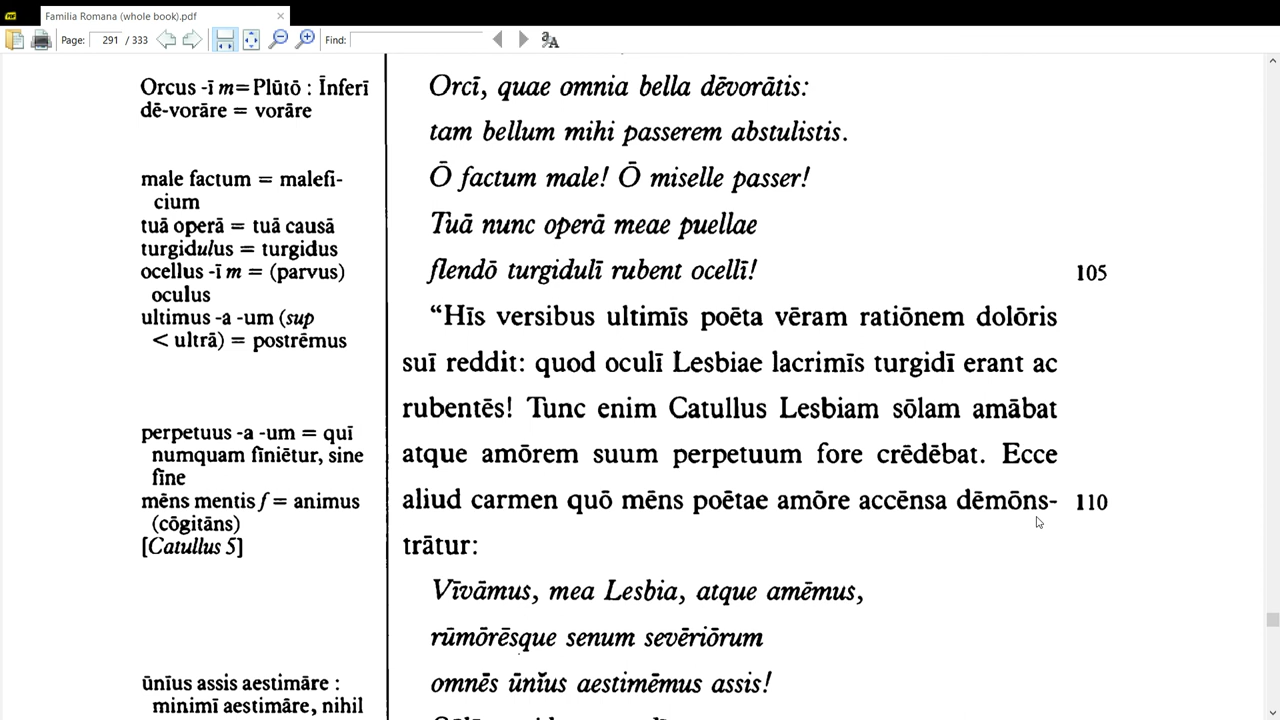 Familia Romana (whole book).pdf
Page: 291 / 333 Find:
Orcus -ī m = Plūtō : Īnferī
dē-vorāre = vorāre
male factum = malefi-
cium
tuā operā = tuā causā
turgidulus = turgidus
ocellus -ī m = (parvus)
oculus
ultimus -a -um (sup
< ultrā) = postrēmus
perpetuus -a -um = quī
numquam fīniētur, sine
fīne
mēns mentis f = animus
(cōgitāns)
[Catullus 5]
ūnīus assis aestimāre :
minimī aestimāre, nihil
Orcī, quae omnia bella dēvorātis:
tam bellum mihi passerem abstulistis.
Ō factum male! Ō miselle passer!
Tuā nunc operā meae puellae
flendō turgidulī rubent ocellī! 105
“Hīs versibus ultimīs poēta vēram ratiōnem dolōris
suī reddit: quod oculī Lesbiae lacrimīs turgidī erant ac
rubentēs! Tunc enim Catullus Lesbiam sōlam amābat
atque amōrem suum perpetuum fore crēdēbat. Ecce
aliud carmen quō mēns poētae amōre accēnsa dēmōns- 110
trātur:
Vīvāmus, mea Lesbia, atque amēmus,
rūmōrēsque senum sevēriōrum
omnēs ūnĭus aestimēmus assis!